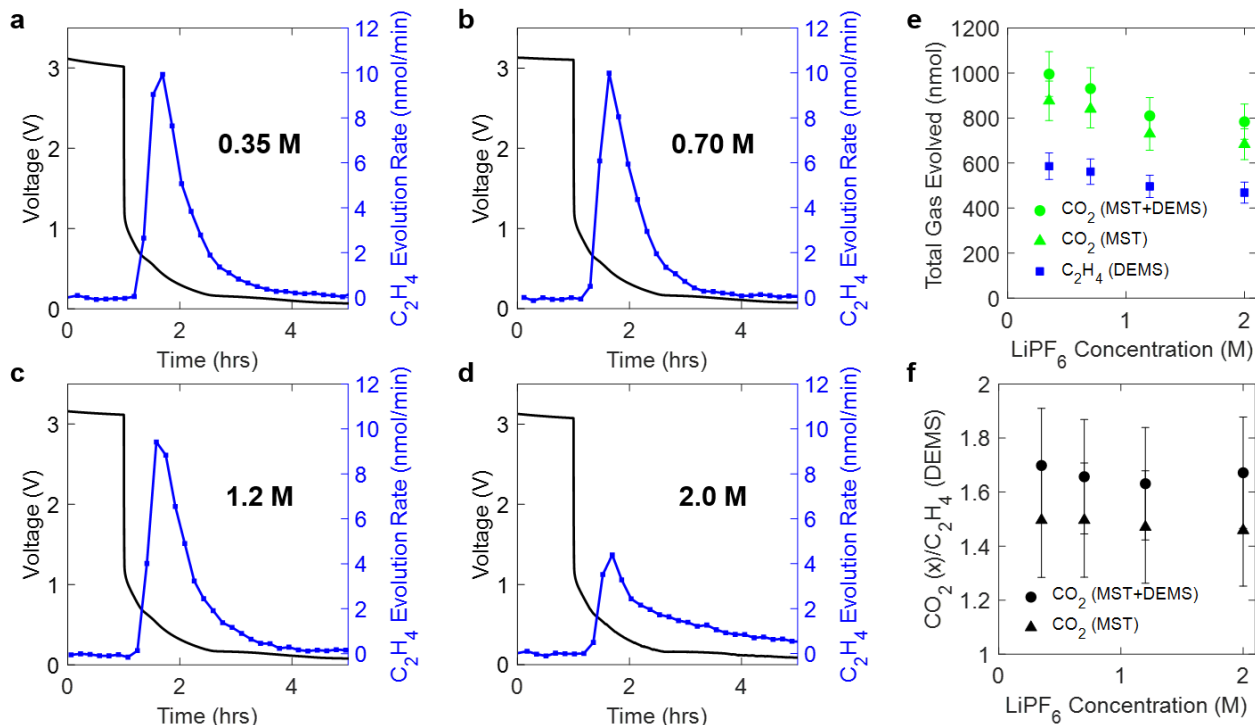 a
3
2
1
0
0
2
4
12
10
8
6
4
2
0
Voltage (V)
Time (hrs)
C2H4 Evolution Rate (nmol/min)
0.35 M
b
3
2
1
0
0
2
4
12
10
8
6
4
2
0
Voltage (V)
Time (hrs)
C2H4 Evolution Rate (nmol/min)
0.70 M
c
3
2
1
0
0
2
4
12
10
8
6
4
2
0
Voltage (V)
Time (hrs)
C2H4 Evolution Rate (nmol/min)
1.2 M
d
3
2
1
0
0
2
4
12
10
8
6
4
2
0
Voltage (V)
Time (hrs)
C2H4 Evolution Rate (nmol/min)
2.0 M
e
1200
1000
800
600
400
200
0
0
1
2
Total Gas Evolved (nmol)
LiPF6 Concentration (M)
CO2 (MST+DEMS)
CO2 (MST)
C2H4 (DEMS)
f
2
1.8
1.6
1.4
1.2
1
0
1
2
CO2 (x)/C2H4 (DEMS)
LiPF6 Concentration (M)
CO2 (MST+DEMS)
CO2 (MST)